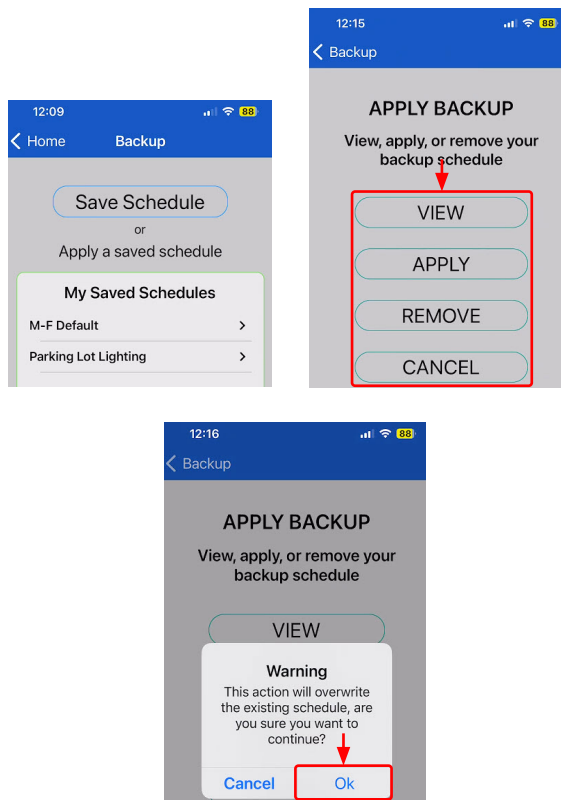 12:09
88
Home
Backup
Save Schedule
or
Apply a saved schedule
My Saved Schedules
M-F Default
Parking Lot Lighting
12:15
88
Backup
APPLY BACKUP
View, apply, or remove your
backup schedule
VIEW
APPLY
REMOVE
CANCEL
12:16
88
Backup
APPLY BACKUP
View, apply, or remove your
backup schedule
VIEW
Warning
This action will overwrite
the existing schedule, are
you sure you want to
continue?
Cancel
Ok